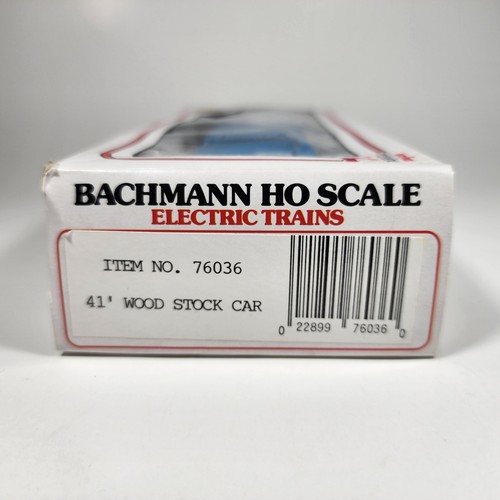 BACHMANN HO SCALE
ELECTRIC TRAINS
ITEM NO. 76036
41' WOOD STOCK CAR
0 22899 76036 0